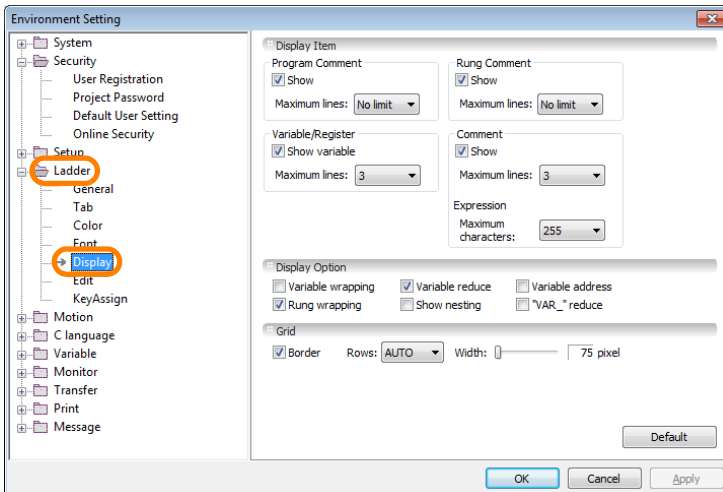 Environment Setting
System
Security
User Registration
Project Password
Default User Setting
Online Security
Setup
Ladder
General
Tab
Color
Font
Display
Edit
KeyAssign
Motion
C language
Variable
Monitor
Transfer
Print
Message
Display Item
Program Comment
Show
Maximum lines: No limit
Rung Comment
Show
Maximum lines: No limit
Variable/Register
Show variable
Maximum lines: 3
Comment
Show
Maximum lines: 3
Expression
Maximum
characters: 255
Display Option
Variable wrapping Variable reduce Variable address
Rung wrapping Show nesting "VAR_" reduce
Grid
Border Rows: AUTO Width: 75 pixel
Default
OK Cancel Apply